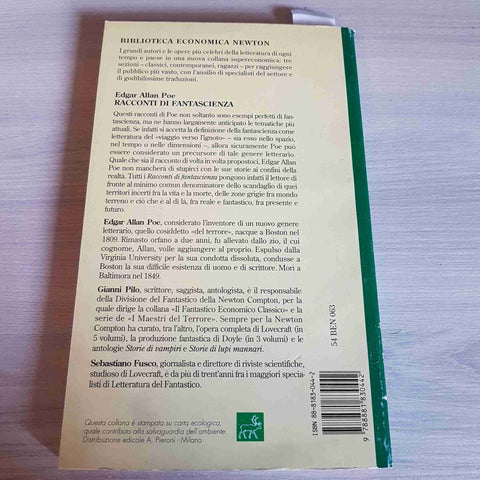 BIBLIOTECA ECONOMICA NEWTON
I grandi autori e le opere più celebri della letteratura di ogni
tempo e paese in una nuova collana supereconomica: tre
sezioni – classici, contemporanei, ragazzi – per raggiungere
il pubblico più vasto, con l'ausilio di specialisti del settore e
di godibilissime traduzioni.
Edgar Allan Poe
RACCONTI DI FANTASCIENZA
Questi racconti di Poe non soltanto sono esempi perfetti di fan-
tascienza, ma ne hanno largamente anticipato le tematiche più
attuali. Se infatti si accetta la definizione della fantascienza come
letteratura del «viaggio verso l'ignoto» – sia esso nello spazio,
nel tempo o nelle dimensioni –, allora sicuramente Poe può
essere considerato un precursore di tale genere letterario.
Quale che sia il racconto di volta in volta propostoci, Edgar Allan
Poe non mancherà di stupirci con le sue storie ai confini della
realtà. Tutti i Racconti di fantascienza pongono infatti il lettore di
fronte al minimo comun denominatore dello scandaglio di quei
territori incerti fra la vita e la morte, delle zone grigie fra mondo
terreno e ciò che è al di là, fra reale e fantastico, fra presente e
futuro.
Edgar Allan Poe, considerato l'inventore di un nuovo genere
letterario, quello cosiddetto «del terrore», nacque a Boston nel
1809. Rimasto orfano a due anni, fu allevato dallo zio, il cui
cognome, Allan, volle aggiungere al proprio. Espulso dalla
Virginia University per la sua condotta dissoluta, condusse
a Boston la sua difficile esistenza di uomo e di scrittore. Morì a
Baltimora nel 1849.
Gianni Pilo, scrittore, saggista, antologista, è il responsabile
della Divisione del Fantastico della Newton Compton, per la
quale dirige la collana «Il Fantastico Economico Classico» e la
serie de «I Maestri del Terrore». Sempre per la Newton
Compton ha curato, tra l'altro, l'opera completa di Lovecraft (in
5 volumi), la produzione fantastica di Doyle (in 3 volumi) e le
antologie Storie di vampiri e Storie di lupi mannari.
Sebastiano Fusco, giornalista e direttore di riviste scientifiche,
studioso di Lovecraft, è da più di trent'anni fra i maggiori specia-
listi di Letteratura del Fantastico.
Questa collana è stampata su carta ecologica,
quale contributo alla salvaguardia dell'ambiente.
Distribuzione edicole A. Pieroni - Milano
54 BEN 063
ISBN 88-8183-044-2
9 788881 830442